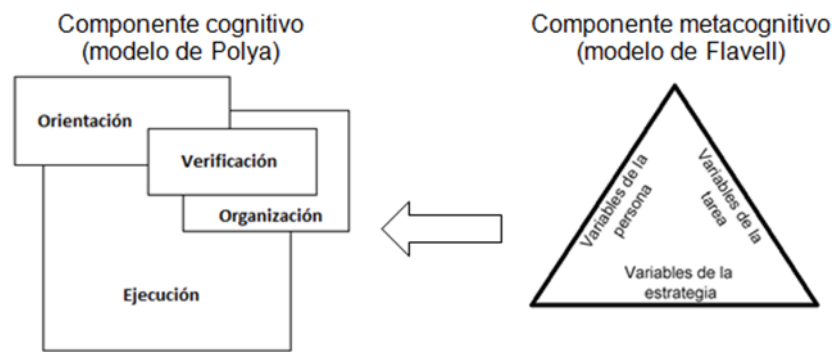 Componente cognitivo
(modelo de Polya)
Orientación
Verificación
Organización
Ejecución
Componente metacognitivo
(modelo de Flavell)
Variables de la
persona
Variables de la
tarea
Variables de la
estrategia